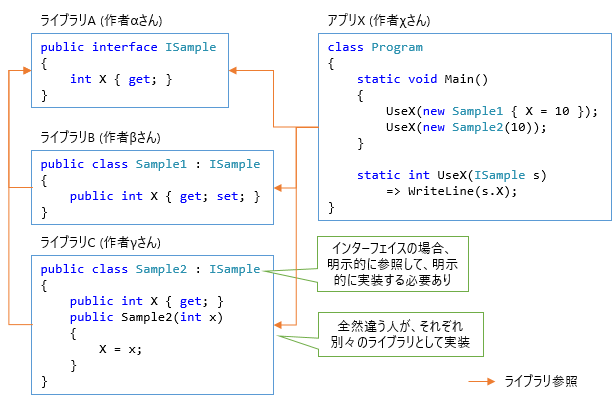 ライブラリA (作者αさん)
public interface ISample
{
int X { get; }
}
ライブラリB (作者βさん)
public class Sample1 : ISample
{
public int X { get; set; }
}
ライブラリC (作者γさん)
public class Sample2 : ISample
{
public int X { get; }
public Sample2(int x)
{
X = x;
}
}
アプリX (作者χさん)
class Program
{
static void Main()
{
UseX(new Sample1 { X = 10 });
UseX(new Sample2(10));
}
static int UseX(ISample s)
=> WriteLine(s.X);
}
インターフェイスの場合、
明示的に参照して、明示
的に実装する必要あり
全然違う人が、それぞれ
別々のライブラリとして実装
ライブラリ参照